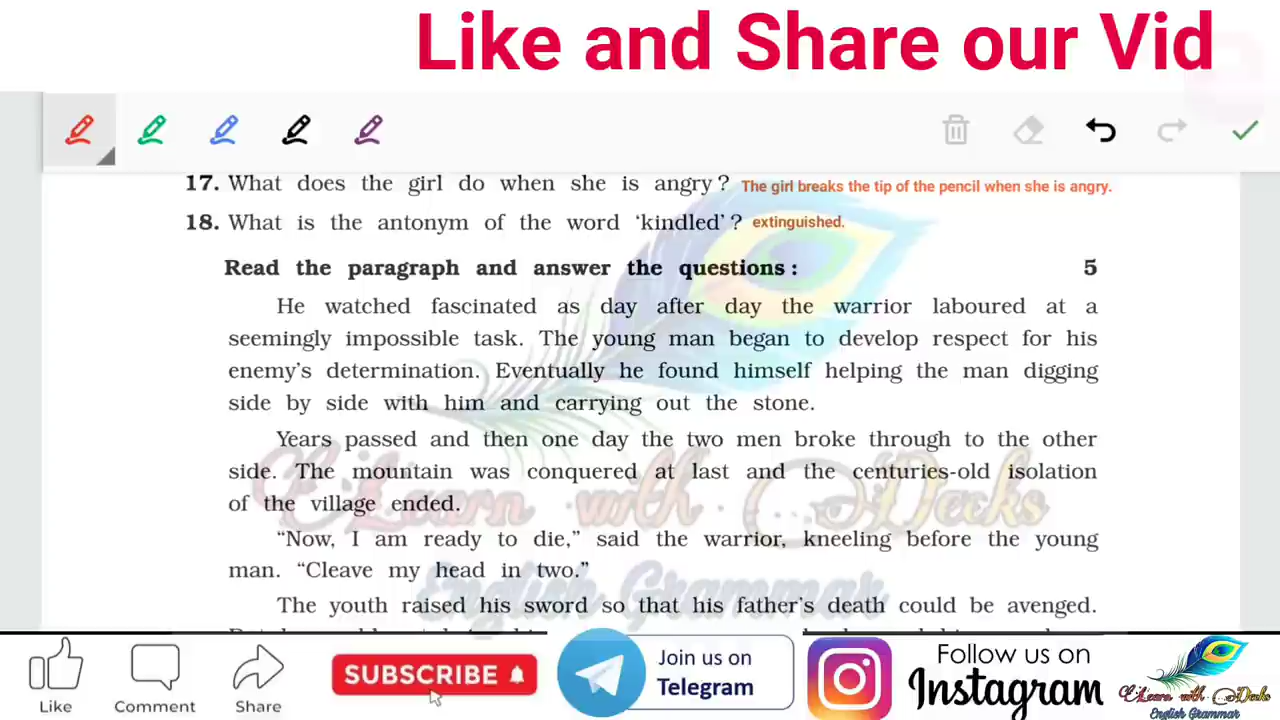 Like and Share our Vid
17. What does the girl do when she is angry? The girl breaks the tip of the pencil when she is angry.
18. What is the antonym of the word ‘kindled’? extinguished.
Read the paragraph and answer the questions : 5
He watched fascinated as day after day the warrior laboured at a
seemingly impossible task. The young man began to develop respect for his
enemy’s determination. Eventually he found himself helping the man digging
side by side with him and carrying out the stone.
Years passed and then one day the two men broke through to the other
side. The mountain was conquered at last and the centuries-old isolation
of the village ended.
“Now, I am ready to die,” said the warrior, kneeling before the young
man. “Cleave my head in two.”
The youth raised his sword so that his father’s death could be avenged.
English Grammar
Like
Comment
Share
SUBSCRIBE
Join us on
Telegram
Follow us on
Instagram
English Grammar